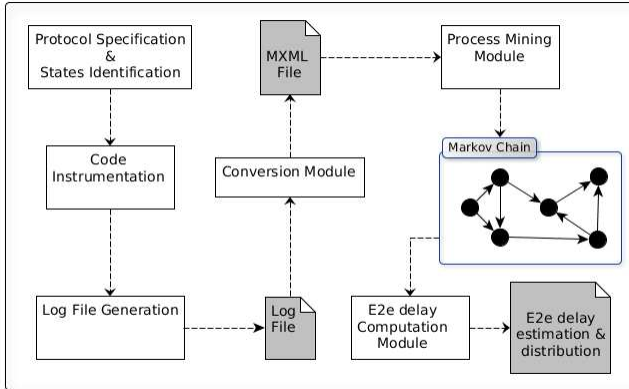 Protocol Specification
&
States Identification
Code
Instrumentation
Log File Generation
Log
File
Conversion Module
MXML
File
Process Mining
Module
Markov Chain
E2e delay
Computation
Module
E2e delay
estimation &
distribution